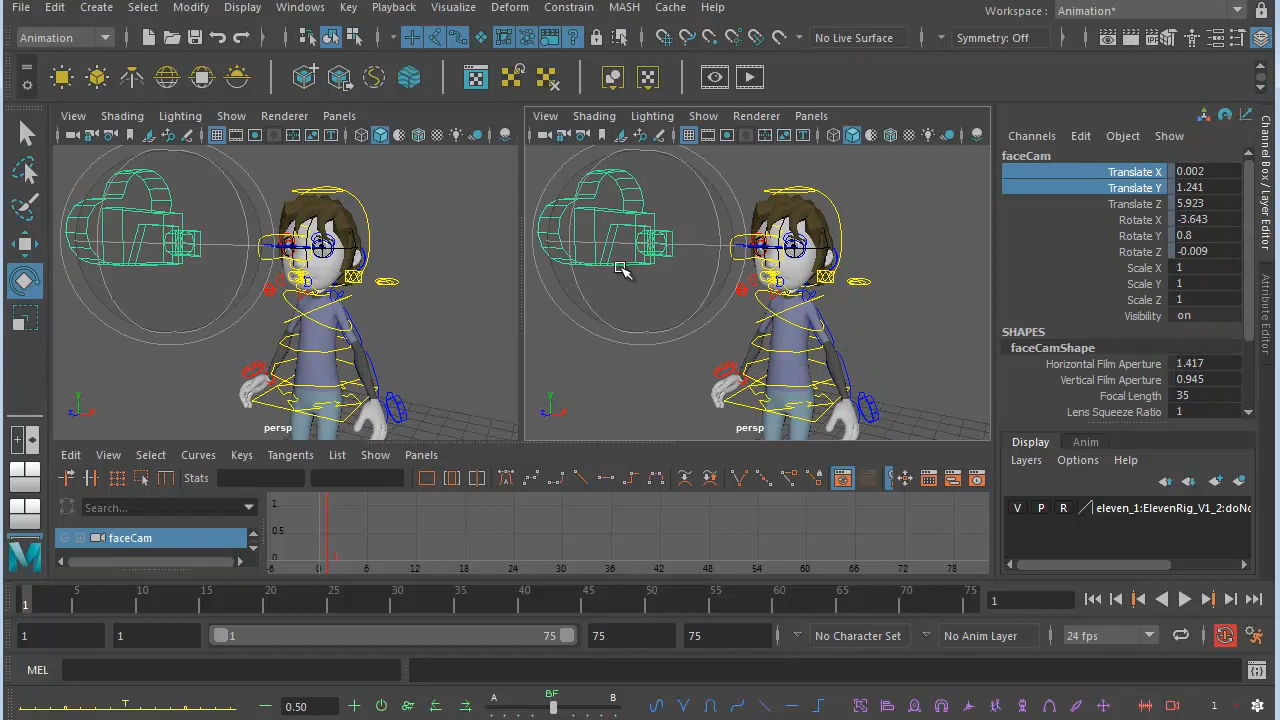 File Edit Create Select Modify Display Windows Key Playback Visualize Deform Constrain MASH Cache Help Workspace : Animation*
Animation No Live Surface Symmetry: Off
View Shading Lighting Show Renderer Panels
View Shading Lighting Show Renderer Panels
Channels Edit Object Show
faceCam
Translate X 0.002
Translate Y 1.241
Translate Z 5.923
Rotate X -3.643
Rotate Y 0.8
Rotate Z -0.009
Scale X 1
Scale Y 1
Scale Z 1
Visibility on
SHAPES
faceCamShape
Horizontal Film Aperture 1.417
Vertical Film Aperture 0.945
Focal Length 35
Lens Squeeze Ratio 1
Channel Box / Layer Editor
Attribute Editor
y
z x
persp
y
z x
persp
Display Anim
Layers Options Help
V P R eleven_1:ElevenRig_V1_2:doNo
Edit View Select Curves Keys Tangents List Show Panels
Stats
Search...
faceCam
1
0.5
0
-6 0 6 12 18 24 30 36 42 48 54 60 66 72 78
1 5 10 15 20 25 30 35 40 45 50 55 60 65 70 75
1
1 1 1 75 75 75 No Character Set No Anim Layer 24 fps
MEL
T 0.50 A BF B 1